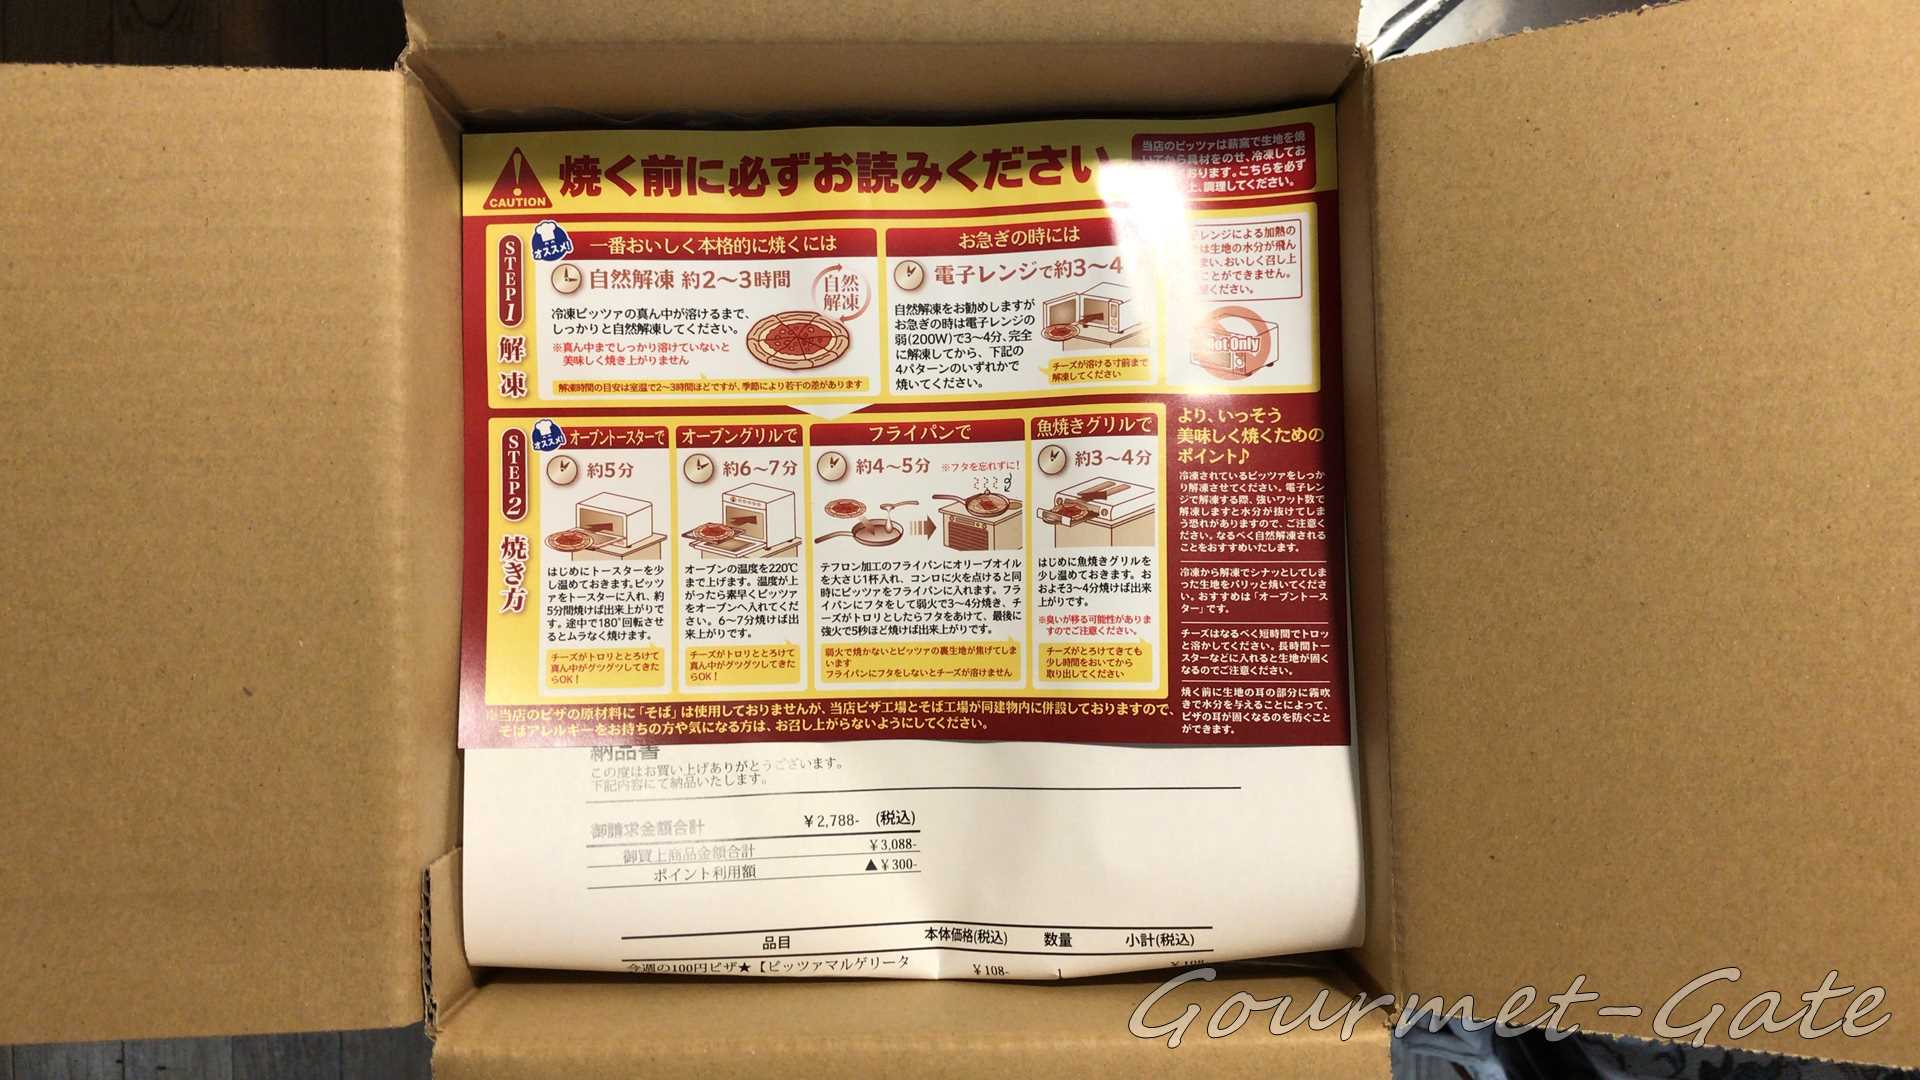 CAUTION
焼く前に必ずお読みください
当店のピッツァは薪窯で生地を焼
いてから具材をのせ、冷凍してお
おります。こちらを必ず
上、調理してください。
STEP1
解凍
オススメ!
一番おいしく本格的に焼くには
自然解凍 約2～3時間
自然
解凍
冷凍ピッツァの真ん中が溶けるまで、
しっかりと自然解凍してください。
※真ん中までしっかり溶けていないと
美味しく焼き上がりません
解凍時間の目安は室温で2～3時間ほどですが、季節により若干の差があります
お急ぎの時には
電子レンジで約3～4
自然解凍をお勧めしますが
お急ぎの時は電子レンジの
弱(200W)で3～4分、完全
に解凍してから、下記の
4パターンのいずれかで
焼いてください。
チーズが溶ける寸前まで
解凍してください
レンジによる加熱の
は生地の水分が飛ん
まい、おいしく召し上
ことができません。
ください。
Not Only
STEP2
焼き方
オススメ!
オーブントースターで
約5分
はじめにトースターを少
し温めておきます。ピッツ
ァをトースターに入れ、約
5分間焼けば出来上がりで
す。途中で180°回転させ
るとムラなく焼けます。
チーズがトロリととろけて
真ん中がグツグツしてきた
らOK！
オーブングリルで
約6～7分
オーブンの温度を220℃
まで上げます。温度が上
がったら素早くピッツァ
をオーブンへ入れてくだ
さい。6～7分焼けば出
来上がりです。
チーズがトロリととろけて
真ん中がグツグツしてきた
らOK！
フライパンで
約4～5分 ※フタを忘れずに!
テフロン加工のフライパンにオリーブオイル
を大さじ1杯入れ、コンロに火を点けると同
時にピッツァをフライパンに入れます。フラ
イパンにフタをして弱火で3～4分焼き、チ
ーズがトロリとしたらフタをあけて、最後に
強火で5秒ほど焼けば出来上がりです。
弱火で焼かないとピッツァの裏生地が焦げてしま
います
フライパンにフタをしないとチーズが溶けません
魚焼きグリルで
約3～4分
はじめに魚焼きグリルを
少し温めておきます。お
およそ3～4分焼けば出来
上がりです。
※臭いが移る可能性がありま
すのでご注意ください。
チーズがとろけてきても
少し時間をおいてから
取り出してください
より、いっそう
美味しく焼くための
ポイント♪
冷凍されているピッツァをしっか
り解凍させてください。電子レン
ジで解凍する際、強いワット数で
解凍しますと水分が抜けてしま
う恐れがありますので、ご注意く
ださい。なるべく自然解凍される
ことをおすすめいたします。
冷凍から解凍でシナッとしてしま
った生地をパリッと焼いてくださ
い。おすすめは「オーブントース
ター」です。
チーズはなるべく短時間でトロッ
と溶かしてください。長時間トー
スターなどに入れると生地が固く
なるのでご注意ください。
焼く前に生地の耳の部分に霧吹
きで水分を与えることによって、
ピザの耳が固くなるのを防ぐこと
ができます。
※当店のピザの原材料に「そば」は使用しておりませんが、当店ピザ工場とそば工場が同建物内に併設しておりますので、
そばアレルギーをお持ちの方や気になる方は、お召し上がらないようにしてください。
納品書
この度はお買い上げありがとうございます。
下記内容にて納品いたします。
御請求金額合計 ￥2,788- (税込)
御買上商品金額合計 ￥3,088-
ポイント利用額 ▲￥300-
品目 本体価格(税込) 数量 小計(税込)
今週の100円ピザ★【ピッツァマルゲリータ ￥108- 1
Gourmet-Gate